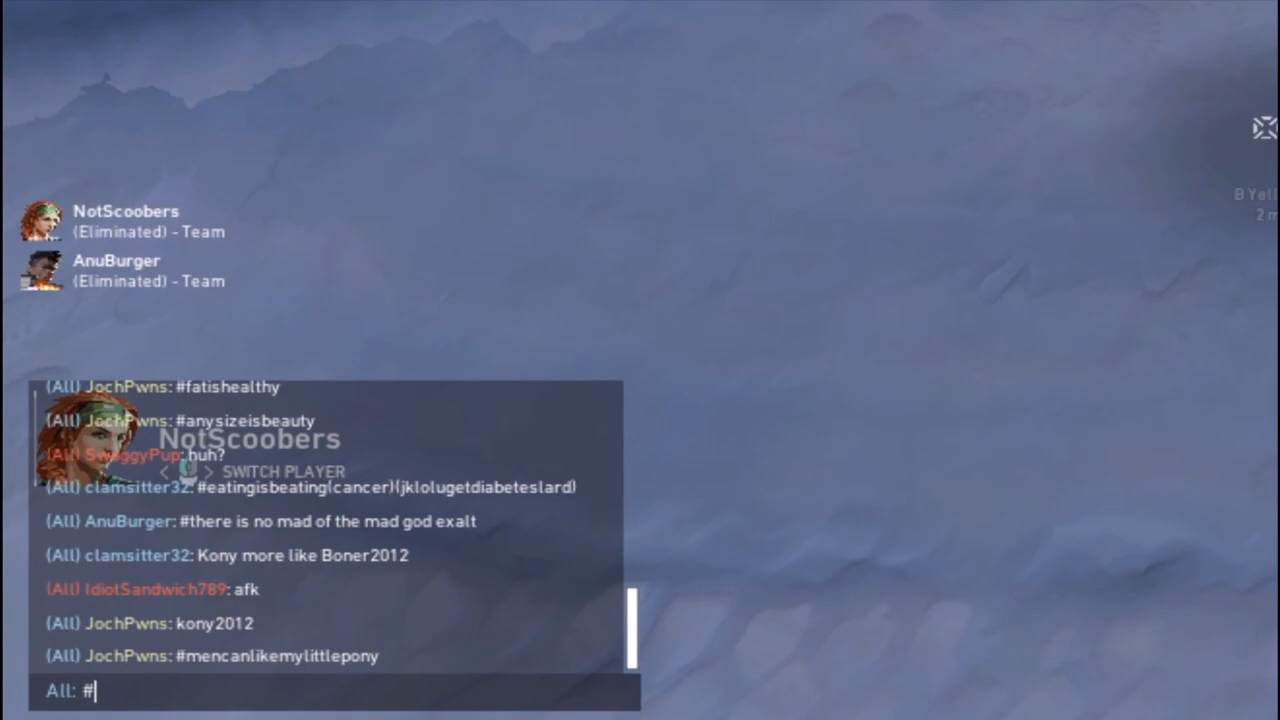 B Yell
2m
NotScoobers
(Eliminated) - Team
AnuBurger
(Eliminated) - Team
(All) JochPwns: #fatishealthy
(All) JochPwns: #anysizeisbeauty
NotScoobers
(All) SwaggyPup: huh?
< > SWITCH PLAYER
(All) clamsitter32: #eatingisbeating(cancer)(jklolugetdiabeteslard)
(All) AnuBurger: #there is no mad of the mad god exalt
(All) clamsitter32: Kony more like Boner2012
(All) IdiotSandwich789: afk
(All) JochPwns: kony2012
(All) JochPwns: #mencanlikemylittlepony
All: #